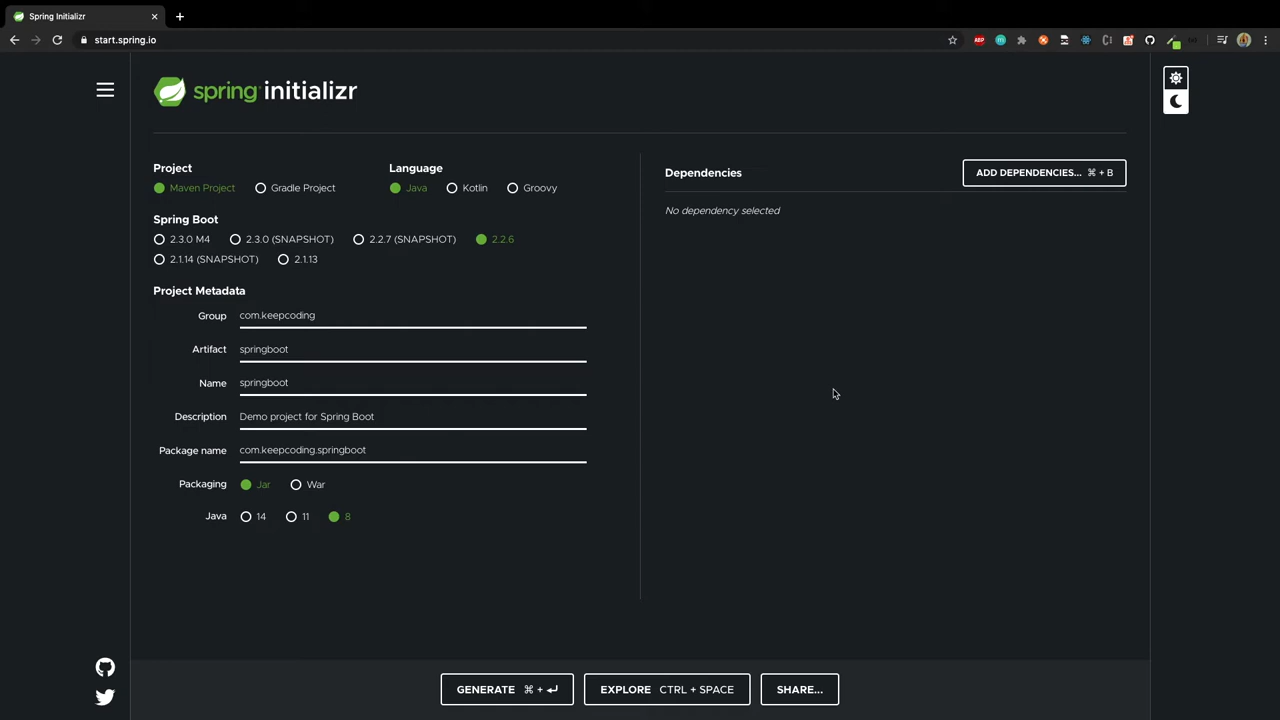 Spring Initializr
start.spring.io
spring initializr
Project
Maven Project Gradle Project
Language
Java Kotlin Groovy
Spring Boot
2.3.0 M4 2.3.0 (SNAPSHOT) 2.2.7 (SNAPSHOT) 2.2.6
2.1.14 (SNAPSHOT) 2.1.13
Project Metadata
Group com.keepcoding
Artifact springboot
Name springboot
Description Demo project for Spring Boot
Package name com.keepcoding.springboot
Packaging Jar War
Java 14 11 8
Dependencies
ADD DEPENDENCIES... ⌘ + B
No dependency selected
GENERATE ⌘ + ↵
EXPLORE CTRL + SPACE
SHARE...